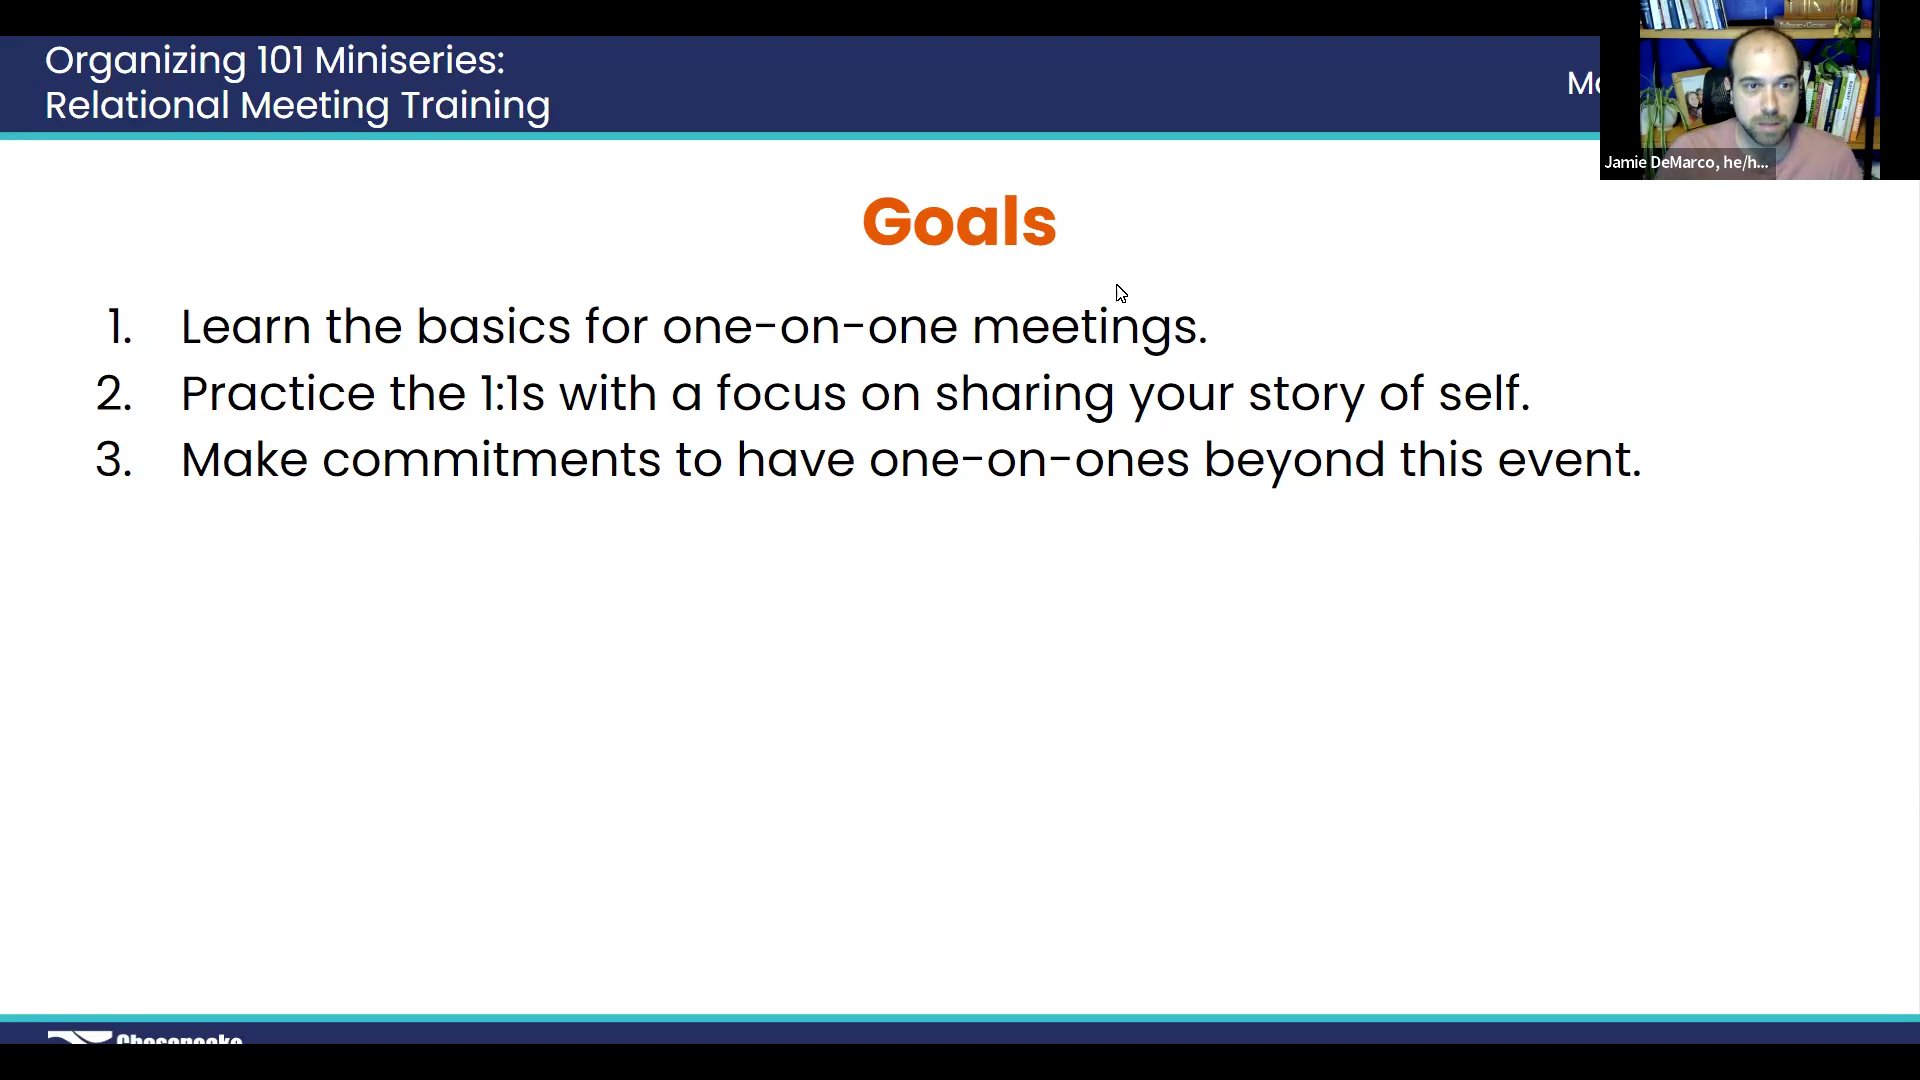 Organizing 101 Miniseries:
Relational Meeting Training
Jamie DeMarco, he/h...
Goals
1. Learn the basics for one-on-one meetings.
2. Practice the 1:1s with a focus on sharing your story of self.
3. Make commitments to have one-on-ones beyond this event.
Chesapeake